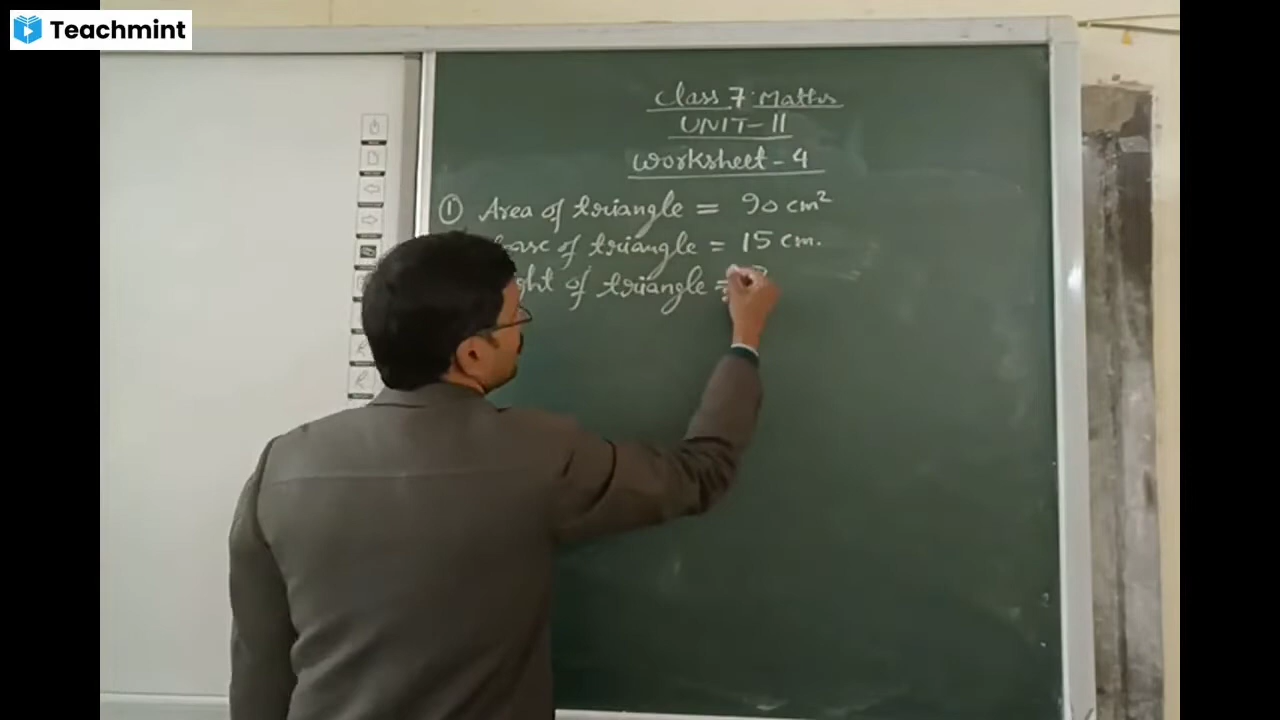 Teachmint
Class 7: Maths
UNIT-II
Worksheet-4
① Area of triangle = 90 cm²
of triangle = 15 cm.
of triangle =